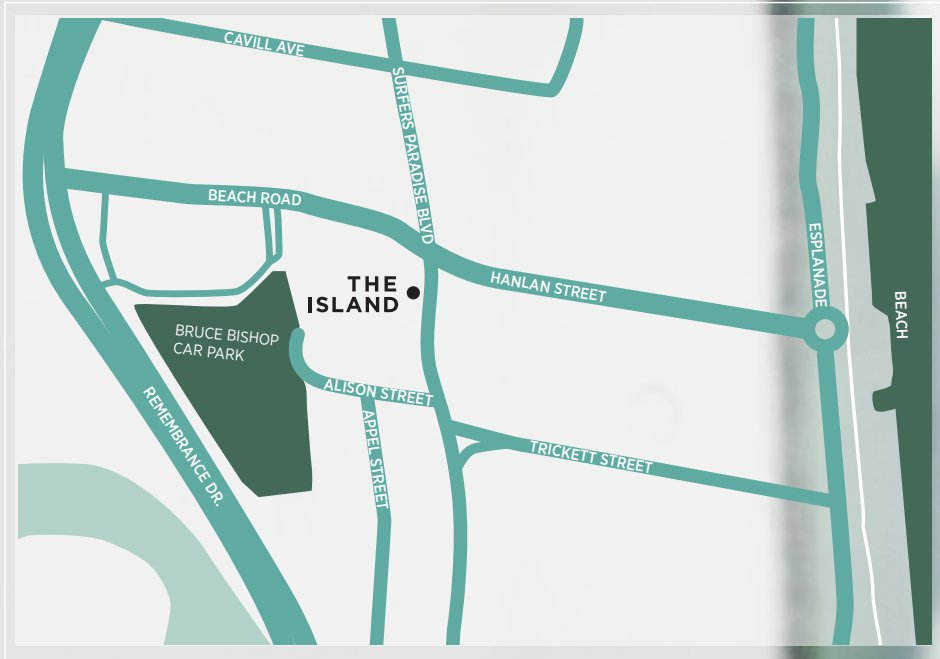 CAVILL AVE
SURFERS PARADISE BLVD
BEACH ROAD
ESPLANADE
HANLAN STREET
THE
ISLAND
BEACH
BRUCE BISHOP
CAR PARK
ALISON STREET
REMEMBRANCE DR.
APPEL STREET
TRICKETT STREET